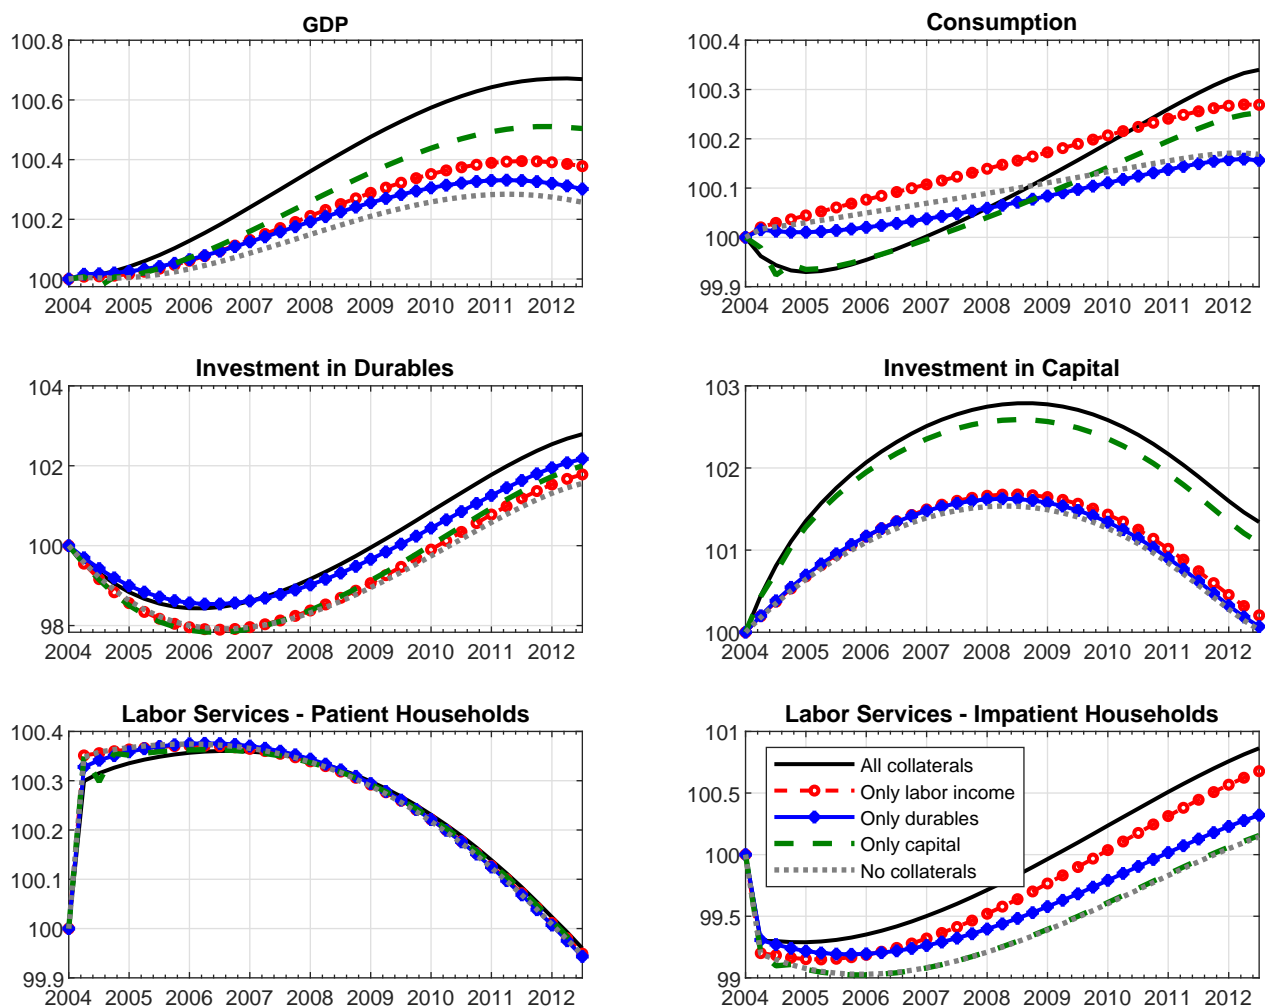 GDP
100.8
100.6
100.4
100.2
100
2004 2005 2006 2007 2008 2009 2010 2011 2012
Consumption
100.4
100.3
100.2
100.1
100
99.9
2004 2005 2006 2007 2008 2009 2010 2011 2012
Investment in Durables
104
102
100
98
2004 2005 2006 2007 2008 2009 2010 2011 2012
Investment in Capital
103
102
101
100
2004 2005 2006 2007 2008 2009 2010 2011 2012
Labor Services - Patient Households
100.4
100.3
100.2
100.1
100
99.9
2004 2005 2006 2007 2008 2009 2010 2011 2012
Labor Services - Impatient Households
101
100.5
100
99.5
99
All collaterals
Only labor income
Only durables
Only capital
No collaterals
2004 2005 2006 2007 2008 2009 2010 2011 2012